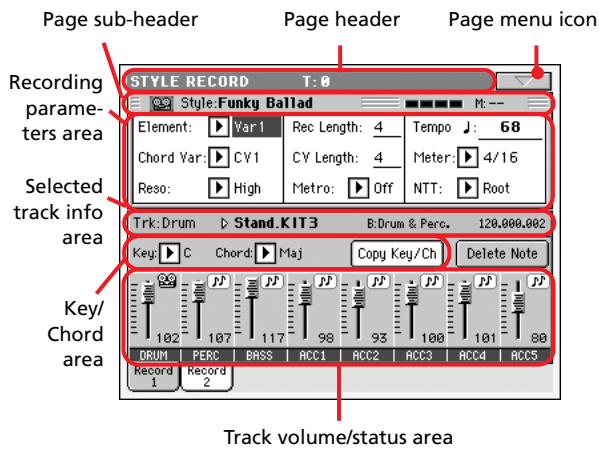 Page sub-header Page header Page menu icon
STYLE RECORD T:0
Style:Funky Ballad M:--
Recording
parame-
ters area
Element: Var1 Rec Length: 4 Tempo ♩: 68
Chord Var: CV1 CV Length: 4 Meter: 4/16
Reso: High Metro: Off NTT: Root
Selected
track info
area
Trk:Drum Stand.KIT3 B:Drum & Perc. 120.000.002
Key: C Chord: Maj Copy Key/Ch Delete Note
Key/
Chord
area
102 107 117 98 93 100 101 80
DRUM PERC BASS ACC1 ACC2 ACC3 ACC4 ACC5
Record
1
Record
2
Track volume/status area